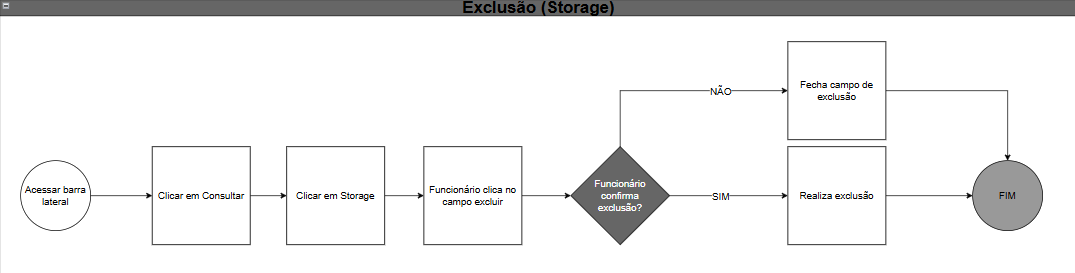 Exclusão (Storage)
Acessar barra
lateral
Clicar em Consultar
Clicar em Storage
Funcionário clica no
campo excluir
Funcionário
confirma
exclusão?
NÃO
Fecha campo de
exclusão
SIM
Realiza exclusão
FIM